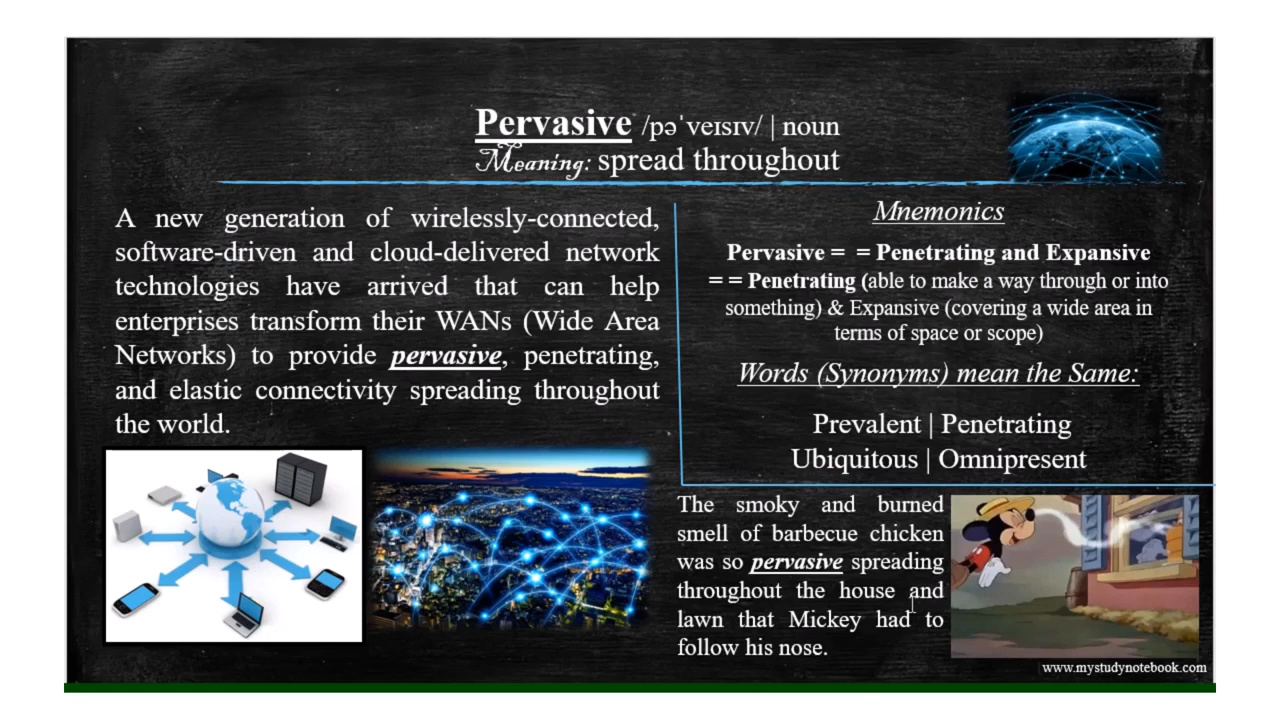 Pervasive /pəˈveɪsɪv/ | noun
Meaning: spread throughout
A new generation of wirelessly-connected,
software-driven and cloud-delivered network
technologies have arrived that can help
enterprises transform their WANs (Wide Area
Networks) to provide pervasive, penetrating,
and elastic connectivity spreading throughout
the world.
Mnemonics
Pervasive = = Penetrating and Expansive
= = Penetrating (able to make a way through or into
something) & Expansive (covering a wide area in
terms of space or scope)
Words (Synonyms) mean the Same:
Prevalent | Penetrating
Ubiquitous | Omnipresent
The smoky and burned
smell of barbecue chicken
was so pervasive spreading
throughout the house and
lawn that Mickey had to
follow his nose.
www.mystudynotebook.com